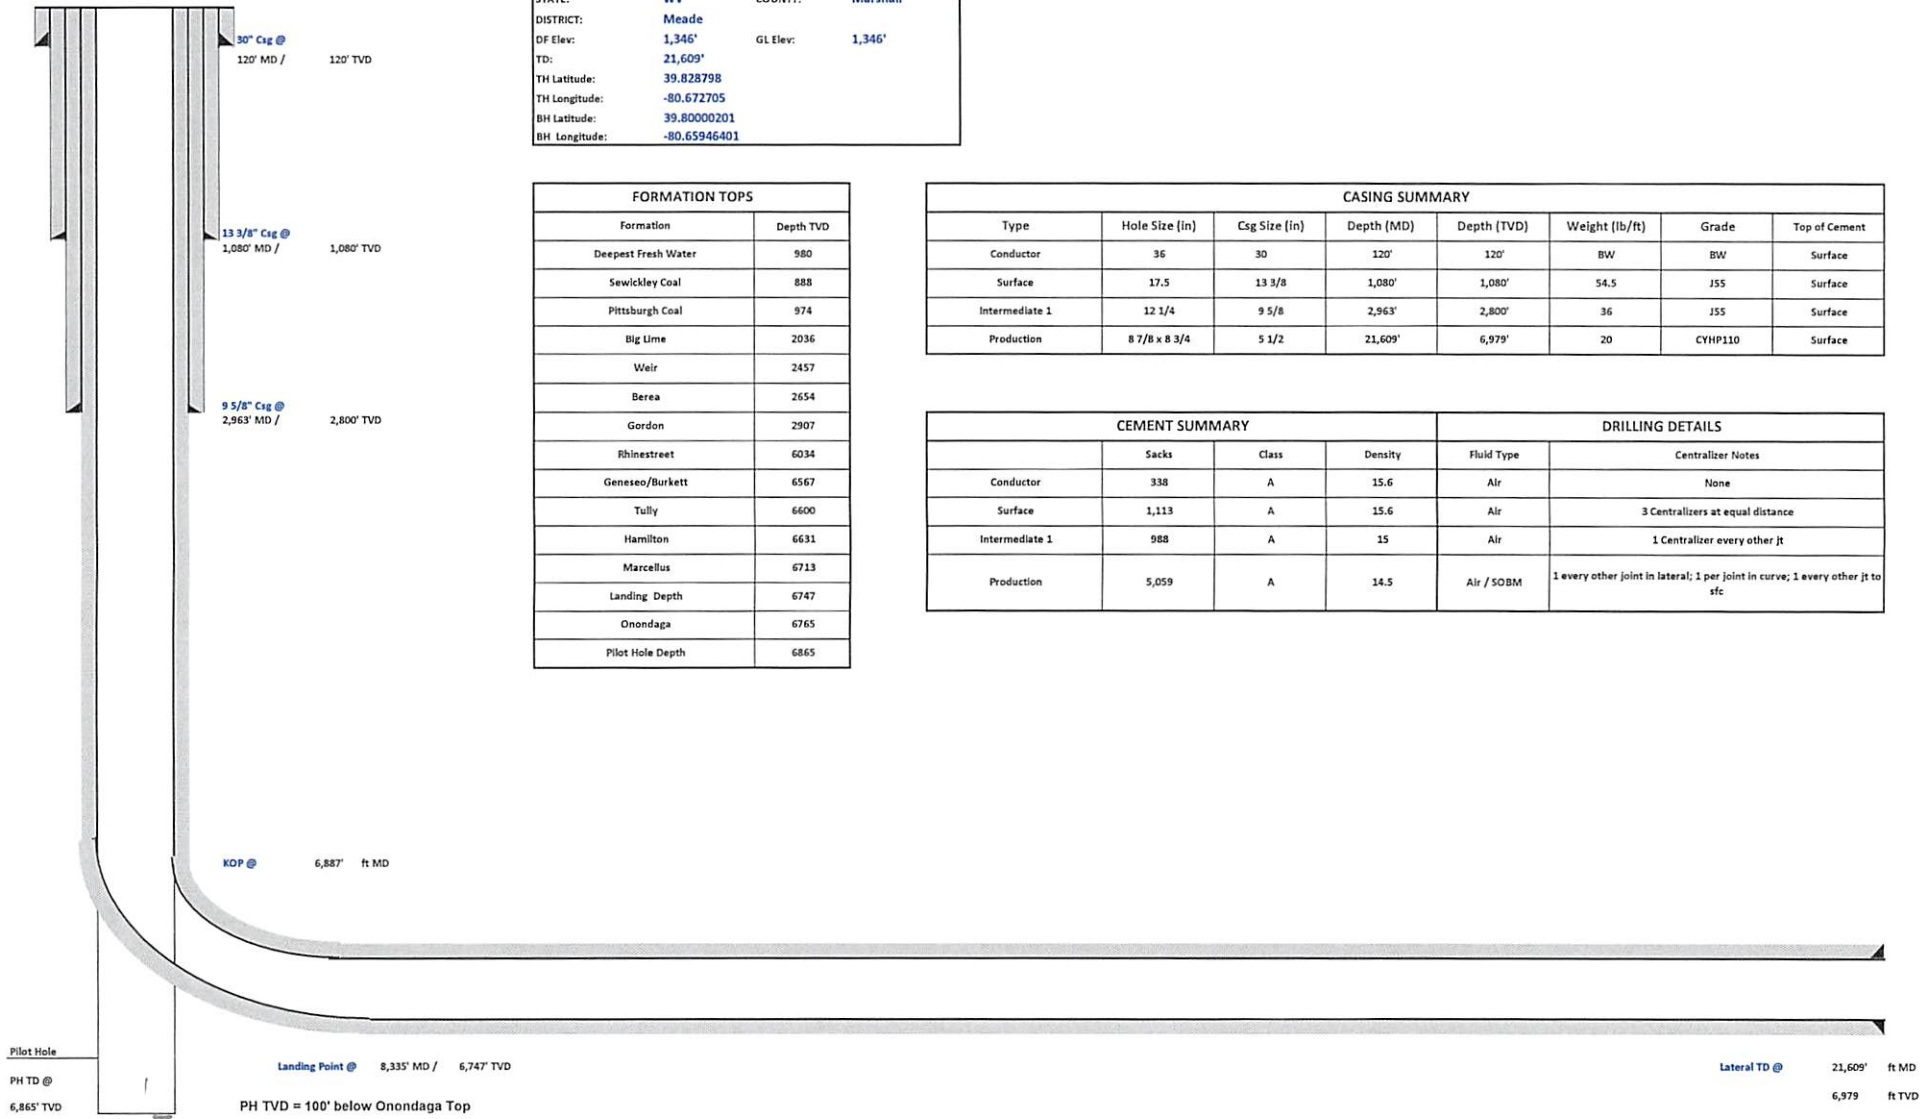 STATE: WV COUNTY: Marshall
DISTRICT: Meade
DF Elev: 1,346' GL Elev: 1,346'
TD: 21,609'
TH Latitude: 39.828798
TH Longitude: -80.672705
BH Latitude: 39.80000201
BH Longitude: -80.65946401
30" Csg @
120' MD / 120' TVD
13 3/8" Csg @
1,080' MD / 1,080' TVD
9 5/8" Csg @
2,963' MD / 2,800' TVD
FORMATION TOPS
Formation Depth TVD
Deepest Fresh Water 980
Sewickley Coal 888
Pittsburgh Coal 974
Big Lime 2036
Weir 2457
Berea 2654
Gordon 2907
Rhinestreet 6034
Geneseo/Burkett 6567
Tully 6600
Hamilton 6631
Marcellus 6713
Landing Depth 6747
Onondaga 6765
Pilot Hole Depth 6865
CASING SUMMARY
Type Hole Size (in) Csg Size (in) Depth (MD) Depth (TVD) Weight (lb/ft) Grade Top of Cement
Conductor 36 30 120' 120' BW BW Surface
Surface 17.5 13 3/8 1,080' 1,080' 54.5 J55 Surface
Intermediate 1 12 1/4 9 5/8 2,963' 2,800' 36 J55 Surface
Production 8 7/8 x 8 3/4 5 1/2 21,609' 6,979' 20 CYHP110 Surface
CEMENT SUMMARY DRILLING DETAILS
Sacks Class Density Fluid Type Centralizer Notes
Conductor 338 A 15.6 Air None
Surface 1,113 A 15.6 Air 3 Centralizers at equal distance
Intermediate 1 988 A 15 Air 1 Centralizer every other jt
Production 5,059 A 14.5 Air / SOBM 1 every other joint in lateral; 1 per joint in curve; 1 every other jt to
sfc
KOP @ 6,887' ft MD
Pilot Hole
PH TD @
6,865' TVD
Landing Point @ 8,335' MD / 6,747' TVD
PH TVD = 100' below Onondaga Top
Lateral TD @ 21,609' ft MD
6,979 ft TVD